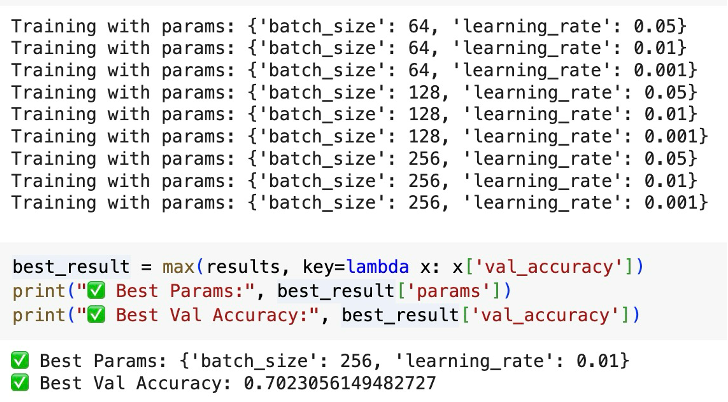 Training with params: {'batch_size': 64, 'learning_rate': 0.05}
Training with params: {'batch_size': 64, 'learning_rate': 0.01}
Training with params: {'batch_size': 64, 'learning_rate': 0.001}
Training with params: {'batch_size': 128, 'learning_rate': 0.05}
Training with params: {'batch_size': 128, 'learning_rate': 0.01}
Training with params: {'batch_size': 128, 'learning_rate': 0.001}
Training with params: {'batch_size': 256, 'learning_rate': 0.05}
Training with params: {'batch_size': 256, 'learning_rate': 0.01}
Training with params: {'batch_size': 256, 'learning_rate': 0.001}
best_result = max(results, key=lambda x: x['val_accuracy'])
print("✅ Best Params:", best_result['params'])
print("✅ Best Val Accuracy:", best_result['val_accuracy'])
✅ Best Params: {'batch_size': 256, 'learning_rate': 0.01}
✅ Best Val Accuracy: 0.7023056149482727